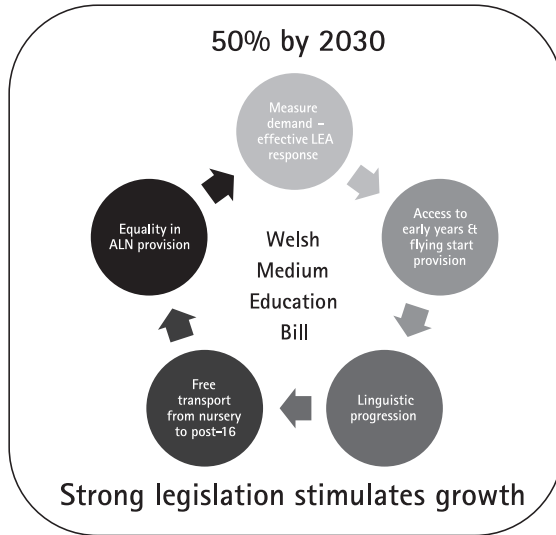 50% by 2030
Measure
demand –
effective LEA
response
Access to
early years &
flying start
provision
Linguistic
progression
Free
transport
from nursery
to post-16
Equality in
ALN provision
Welsh
Medium
Education
Bill
Strong legislation stimulates growth